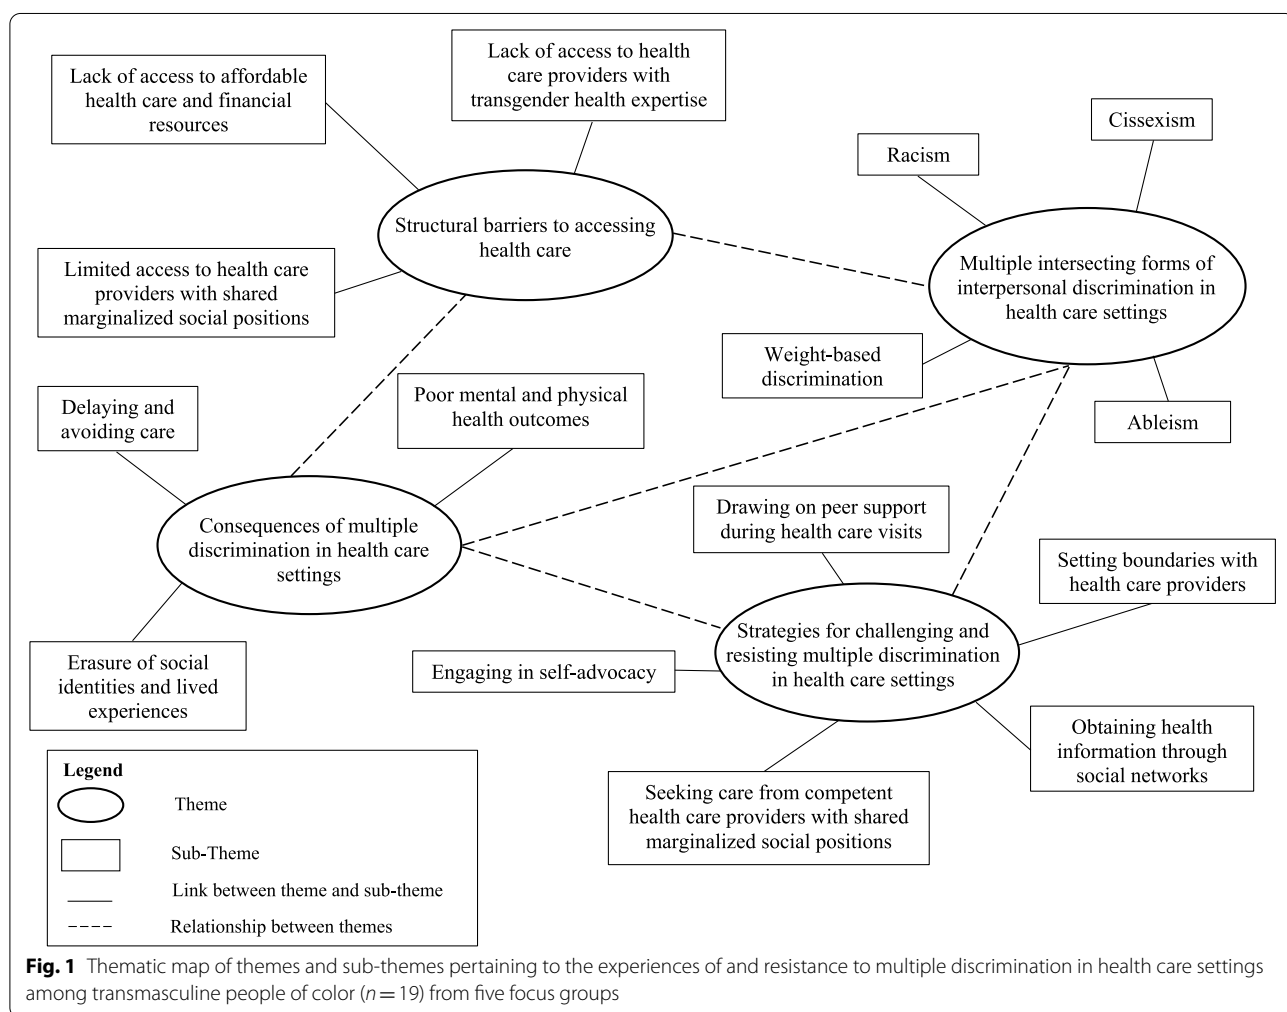 Lack of access to affordable
health care and financial
resources
Lack of access to health
care providers with
transgender health expertise
Cissexism
Racism
Structural barriers to accessing
health care
Limited access to health care
providers with shared
marginalized social positions
Multiple intersecting forms of
interpersonal discrimination in
health care settings
Weight-based
discrimination
Ableism
Delaying and
avoiding care
Poor mental and physical
health outcomes
Consequences of multiple
discrimination in health care
settings
Erasure of social
identities and lived
experiences
Drawing on peer support
during health care visits
Setting boundaries with
health care providers
Strategies for challenging and
resisting multiple discrimination
in health care settings
Engaging in self-advocacy
Obtaining health
information through
social networks
Seeking care from competent
health care providers with shared
marginalized social positions
Legend
Theme
Sub-Theme
Link between theme and sub-theme
Relationship between themes
Fig. 1 Thematic map of themes and sub-themes pertaining to the experiences of and resistance to multiple discrimination in health care settings
among transmasculine people of color (n = 19) from five focus groups